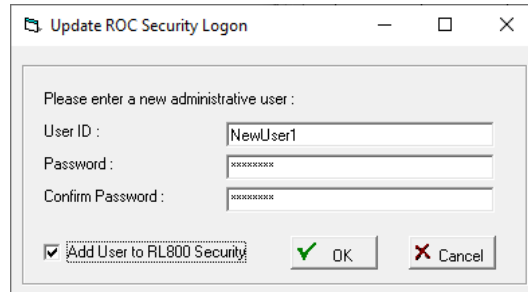 Update ROC Security Logon
Please enter a new administrative user :
User ID :
NewUser1
Password :
********
Confirm Password :
********
Add User to RL800 Security
OK
Cancel